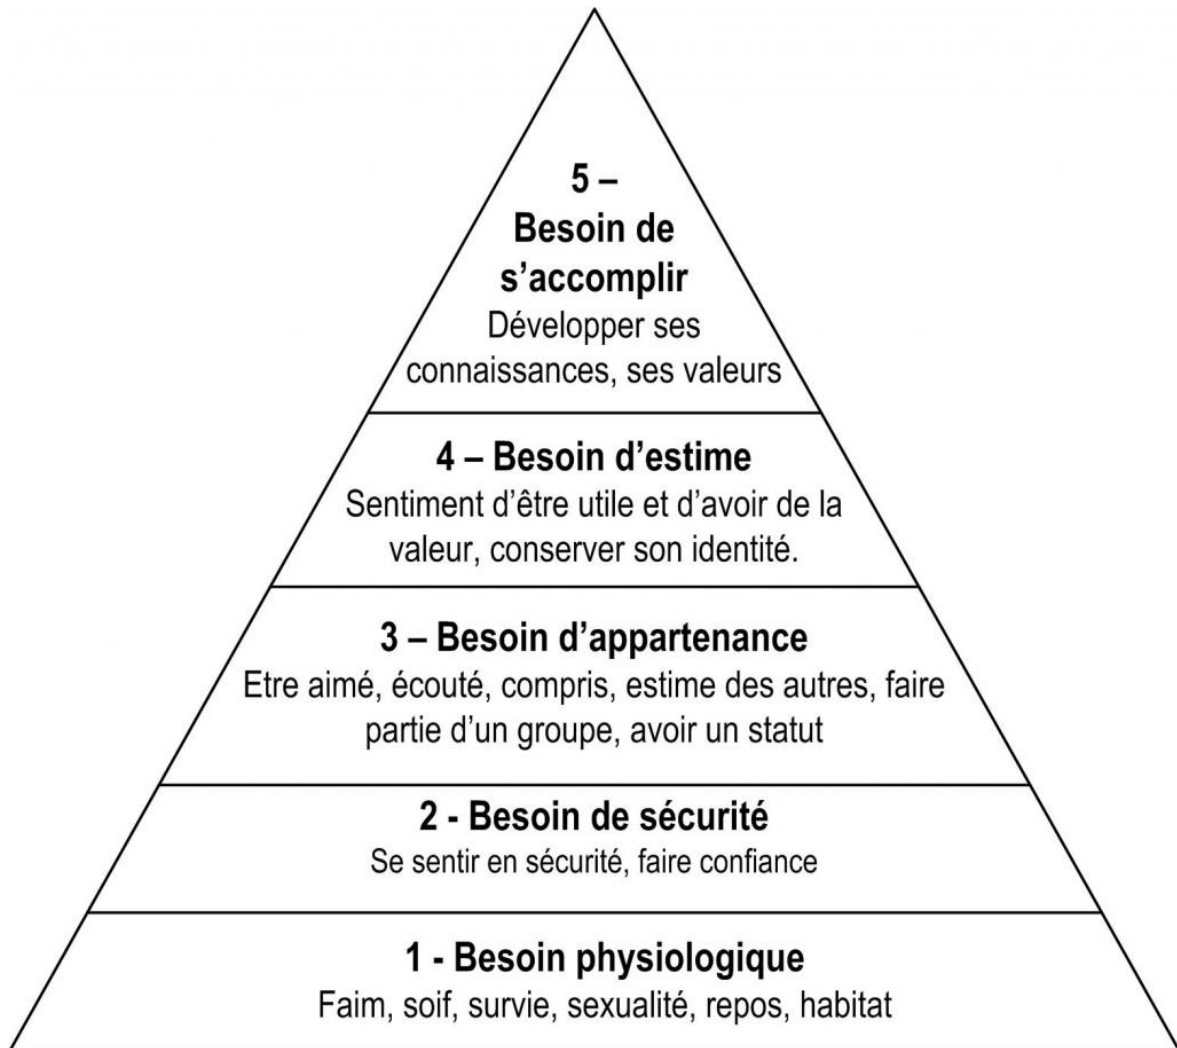 5 –
Besoin de
s’accomplir
Développer ses
connaissances, ses valeurs
4 – Besoin d’estime
Sentiment d’être utile et d’avoir de la
valeur, conserver son identité.
3 – Besoin d’appartenance
Etre aimé, écouté, compris, estime des autres, faire
partie d’un groupe, avoir un statut
2 - Besoin de sécurité
Se sentir en sécurité, faire confiance
1 - Besoin physiologique
Faim, soif, survie, sexualité, repos, habitat